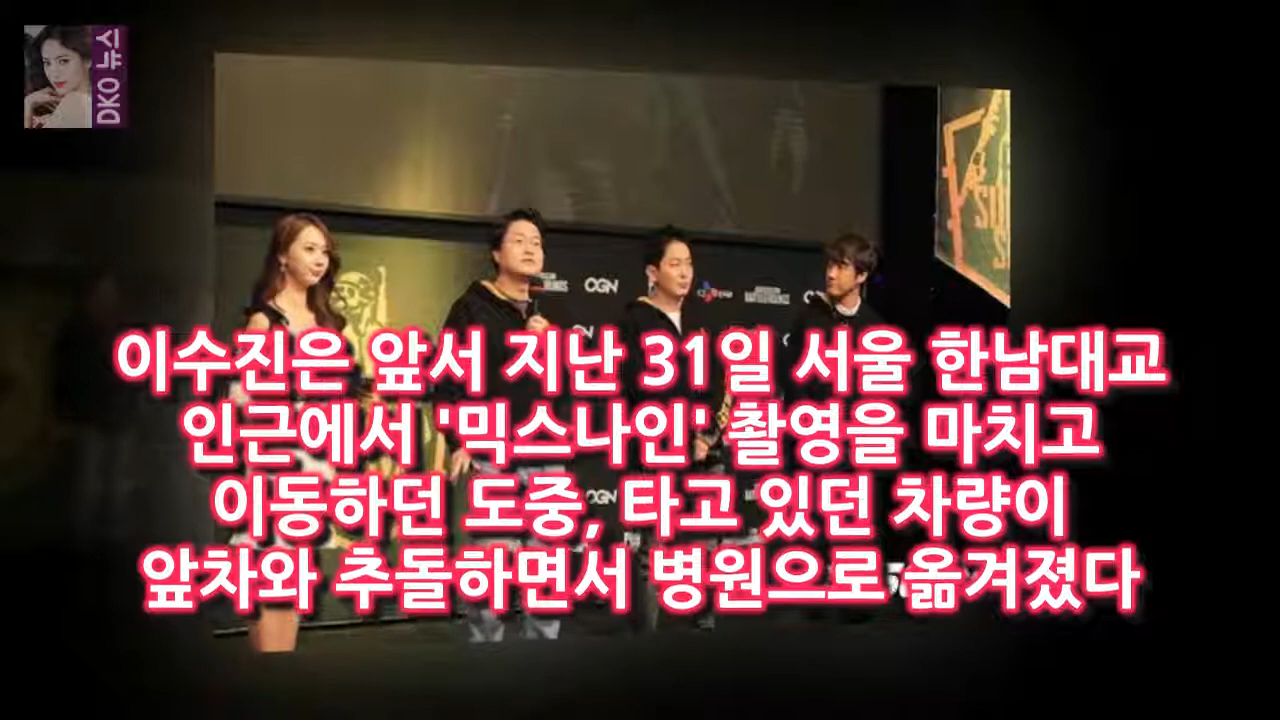 DKO 뉴스
OGN
이수진은 앞서 지난 31일 서울 한남대교
인근에서 '믹스나인' 촬영을 마치고
이동하던 도중, 타고 있던 차량이
앞차와 추돌하면서 병원으로 옮겨졌다
OGN